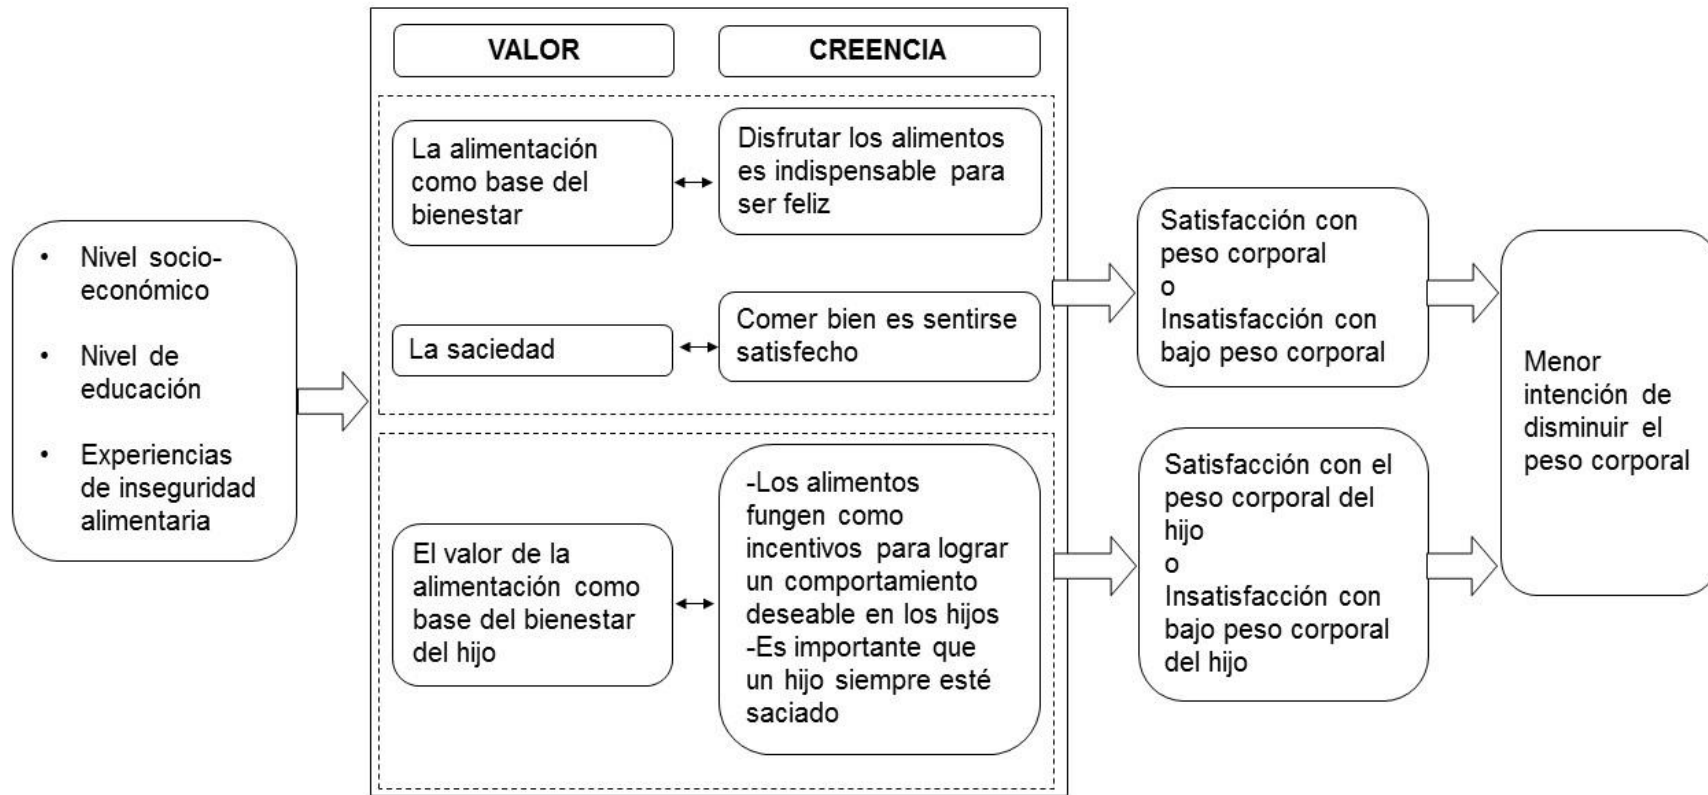 VALOR
CREENCIA
La alimentación
como base del
bienestar
Disfrutar los alimentos
es indispensable para
ser feliz
La saciedad
Comer bien es sentirse
satisfecho
• Nivel socio-
económico
• Nivel de
educación
• Experiencias
de inseguridad
alimentaria
El valor de la
alimentación como
base del bienestar
del hijo
-Los alimentos
fungen como
incentivos para lograr
un comportamiento
deseable en los hijos
-Es importante que
un hijo siempre esté
saciado
Satisfacción con
peso corporal
o
Insatisfacción con
bajo peso corporal
Satisfacción con el
peso corporal del
hijo
o
Insatisfacción con
bajo peso corporal
del hijo
Menor
intención de
disminuir el
peso corporal